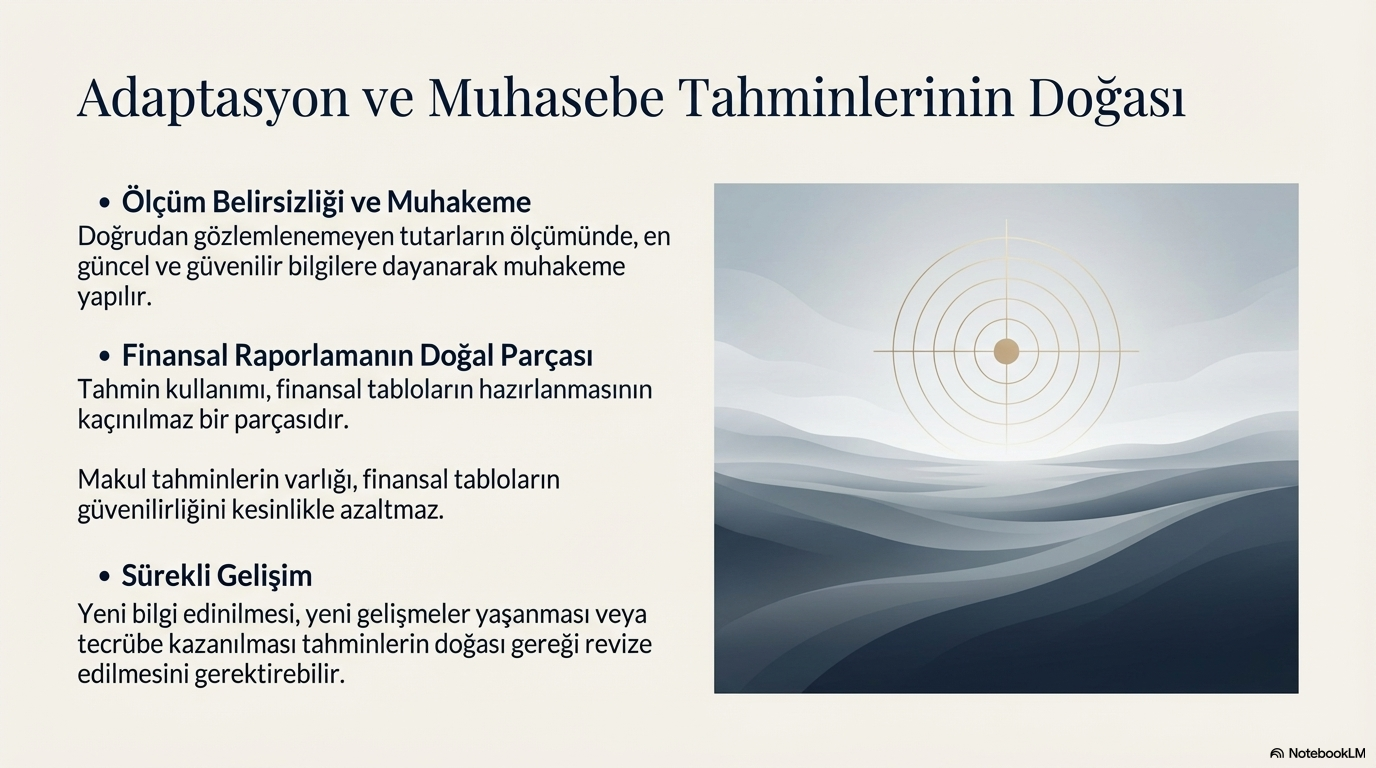 Adaptasyon ve Muhasebe Tahminlerinin Doğası
• Ölçüm Belirsizliği ve Muhakeme
Doğrudan gözlemlenemeyen tutarların ölçümünde, en
güncel ve güvenilir bilgilere dayanarak muhakeme
yapılır.
• Finansal Raporlamanın Doğal Parçası
Tahmin kullanımı, finansal tabloların hazırlanmasının
kaçınılmaz bir parçasıdır.
Makul tahminlerin varlığı, finansal tabloların
güvenilirliğini kesinlikle azaltmaz.
• Sürekli Gelişim
Yeni bilgi edinilmesi, yeni gelişmeler yaşanması veya
tecrübe kazanılması tahminlerin doğası gereği revize
edilmesini gerektirebilir.
NotebookLM